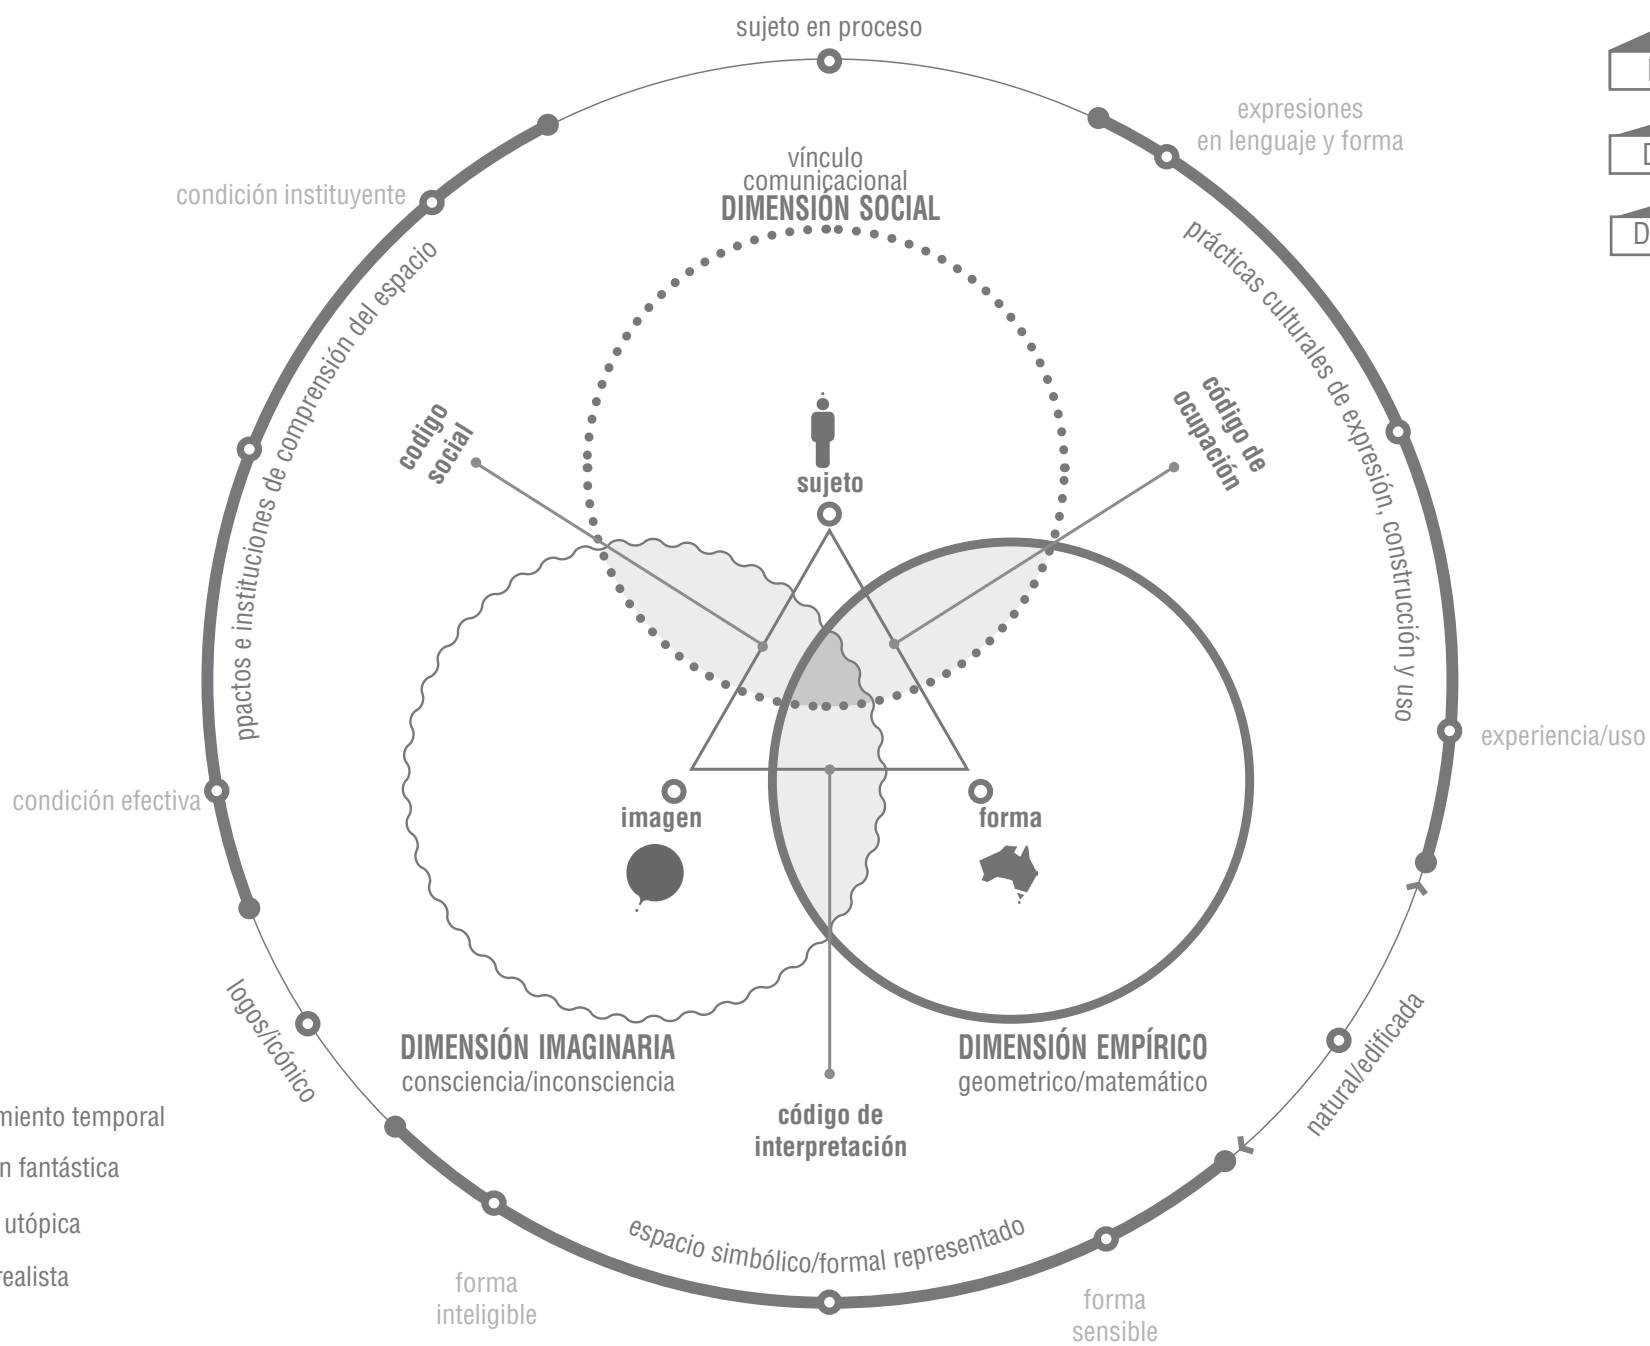 sujeto en proceso
expresiones
en lenguaje y forma
vínculo
comunicacional
DIMENSIÓN SOCIAL
condición instituyente
ppactos e instituciones de comprensión del espacio
prácticas culturales de expresión, construcción y uso
codigo
social
código de
ocupación
sujeto
experiencia/uso
condición efectiva
imagen
forma
logos/icónico
natural/edificada
DIMENSIÓN IMAGINARIA
consciencia/inconsciencia
DIMENSIÓN EMPÍRICO
geometrico/matemático
código de
interpretación
miento temporal
n fantástica
utópica
realista
espacio simbólico/formal representado
forma
inteligible
forma
sensible